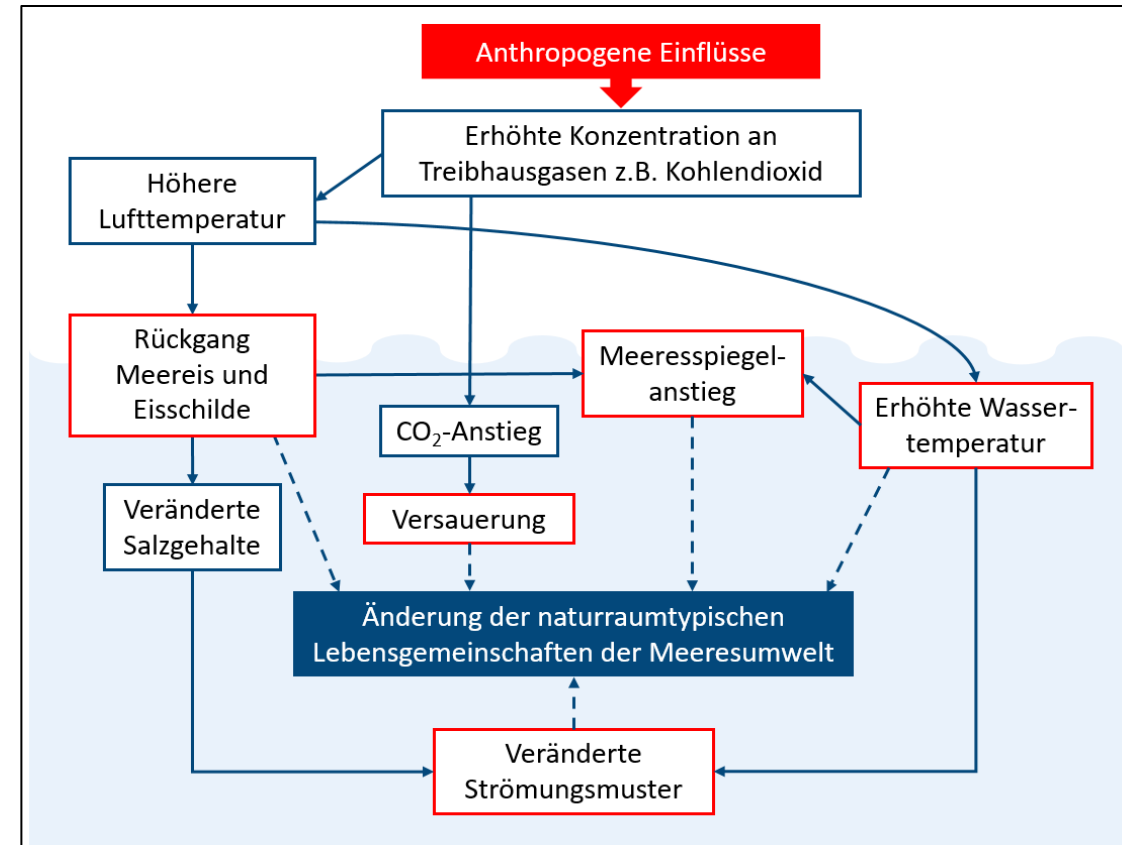 Anthropogene Einflüsse
Erhöhte Konzentration an
Treibhausgasen z.B. Kohlendioxid
Höhere
Lufttemperatur
Rückgang
Meereis und
Eisschilde
Meeresspiegel-
anstieg
Erhöhte Wasser-
temperatur
CO₂-Anstieg
Veränderte
Salzgehalte
Versauerung
Änderung der naturraumtypischen
Lebensgemeinschaften der Meeresumwelt
Veränderte
Strömungsmuster